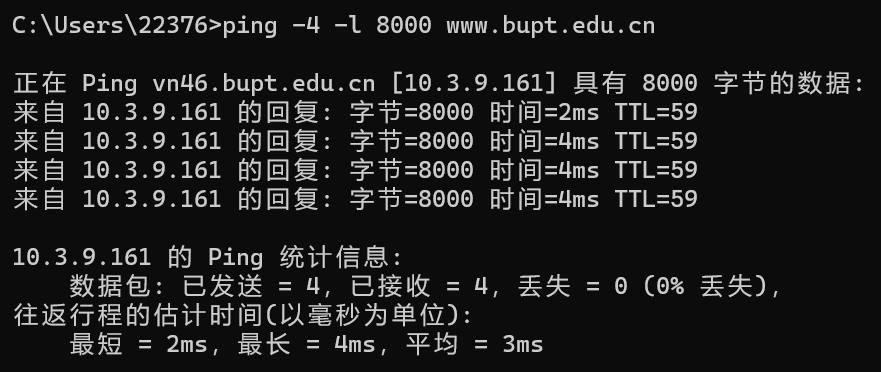 C:\Users\22376>ping -4 -l 8000 www.bupt.edu.cn
正在 Ping vn46.bupt.edu.cn [10.3.9.161] 具有 8000 字节的数据:
来自 10.3.9.161 的回复: 字节=8000 时间=2ms TTL=59
来自 10.3.9.161 的回复: 字节=8000 时间=4ms TTL=59
来自 10.3.9.161 的回复: 字节=8000 时间=4ms TTL=59
来自 10.3.9.161 的回复: 字节=8000 时间=4ms TTL=59
10.3.9.161 的 Ping 统计信息:
数据包: 已发送 = 4, 已接收 = 4, 丢失 = 0 (0% 丢失),
往返行程的估计时间(以毫秒为单位):
最短 = 2ms, 最长 = 4ms, 平均 = 3ms